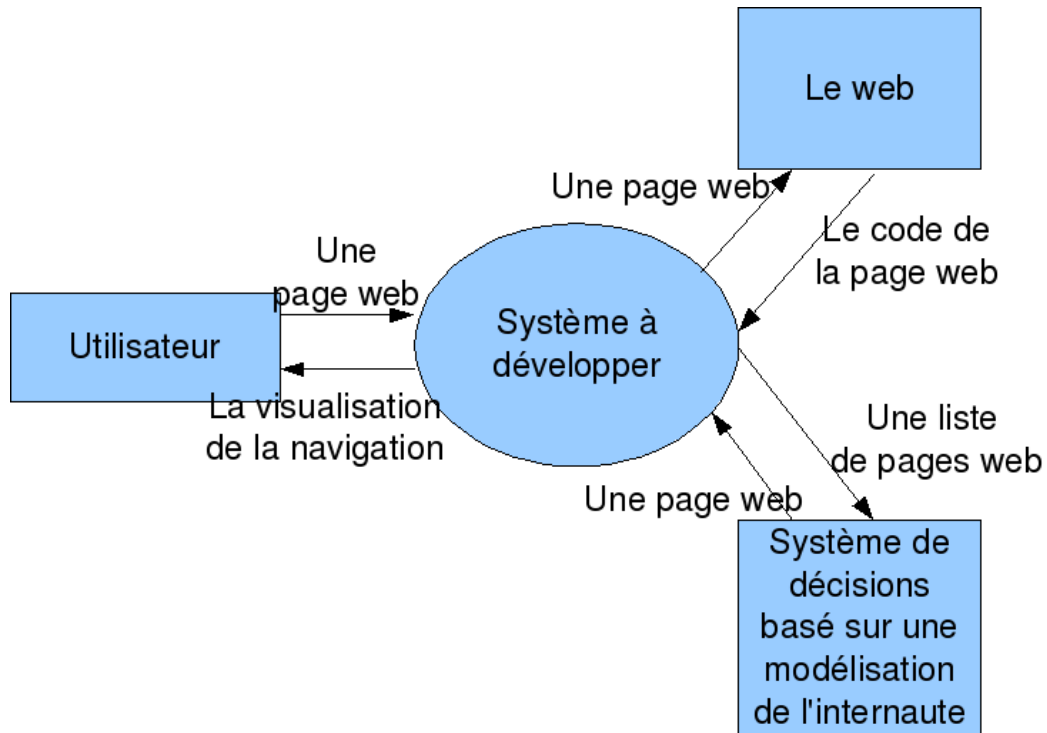 Le web
Une page web
Le code de
la page web
Une
page web
Utilisateur
Système à
développer
La visualisation
de la navigation
Une liste
de pages web
Une page web
Système de
décisions
basé sur une
modélisation
de l'internaute